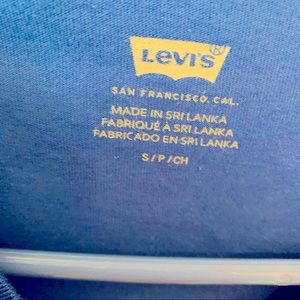 Levi's®
SAN FRANCISCO, CAL.
MADE IN SRI LANKA
FABRIQUÉ À SRI LANKA
FABRICADO EN SRI LANKA
S/P/CH